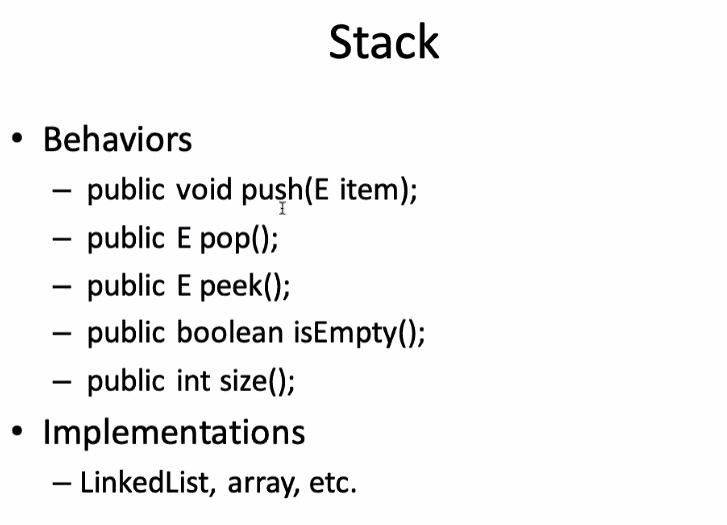 Stack
• Behaviors
– public void push(E item);
– public E pop();
– public E peek();
– public boolean isEmpty();
– public int size();
• Implementations
– LinkedList, array, etc.